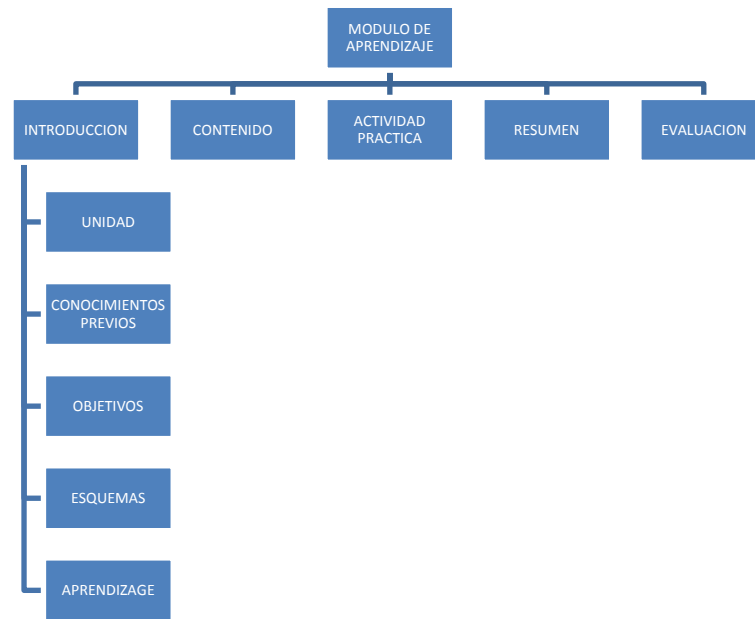 MODULO DE
APRENDIZAJE
INTRODUCCION
CONTENIDO
ACTIVIDAD
PRACTICA
RESUMEN
EVALUACION
UNIDAD
CONOCIMIENTOS
PREVIOS
OBJETIVOS
ESQUEMAS
APRENDIZAGE